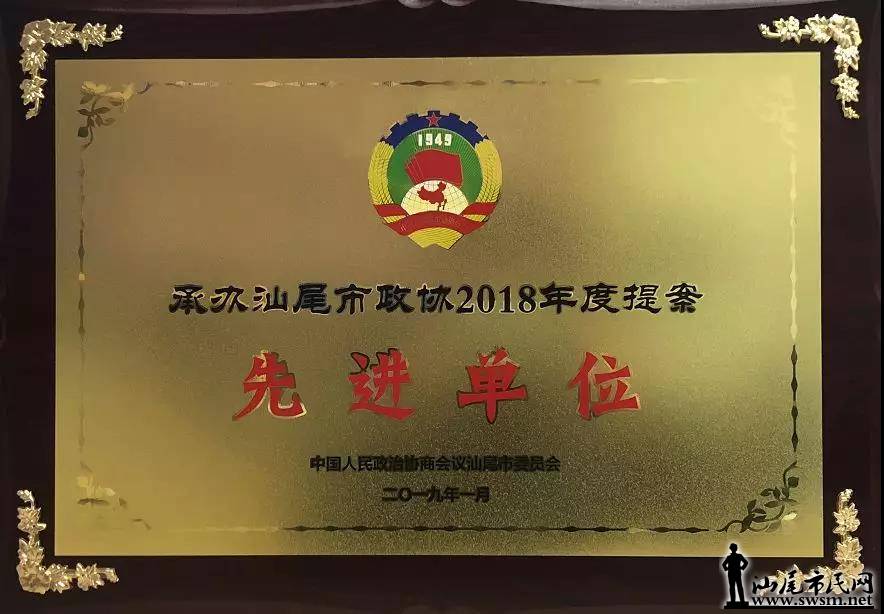 1949
承办汕尾市政协2018年度提案
先进单位
中国人民政治协商会议汕尾市委员会
二〇一九年一月
汕尾市民网
www.swsm.net